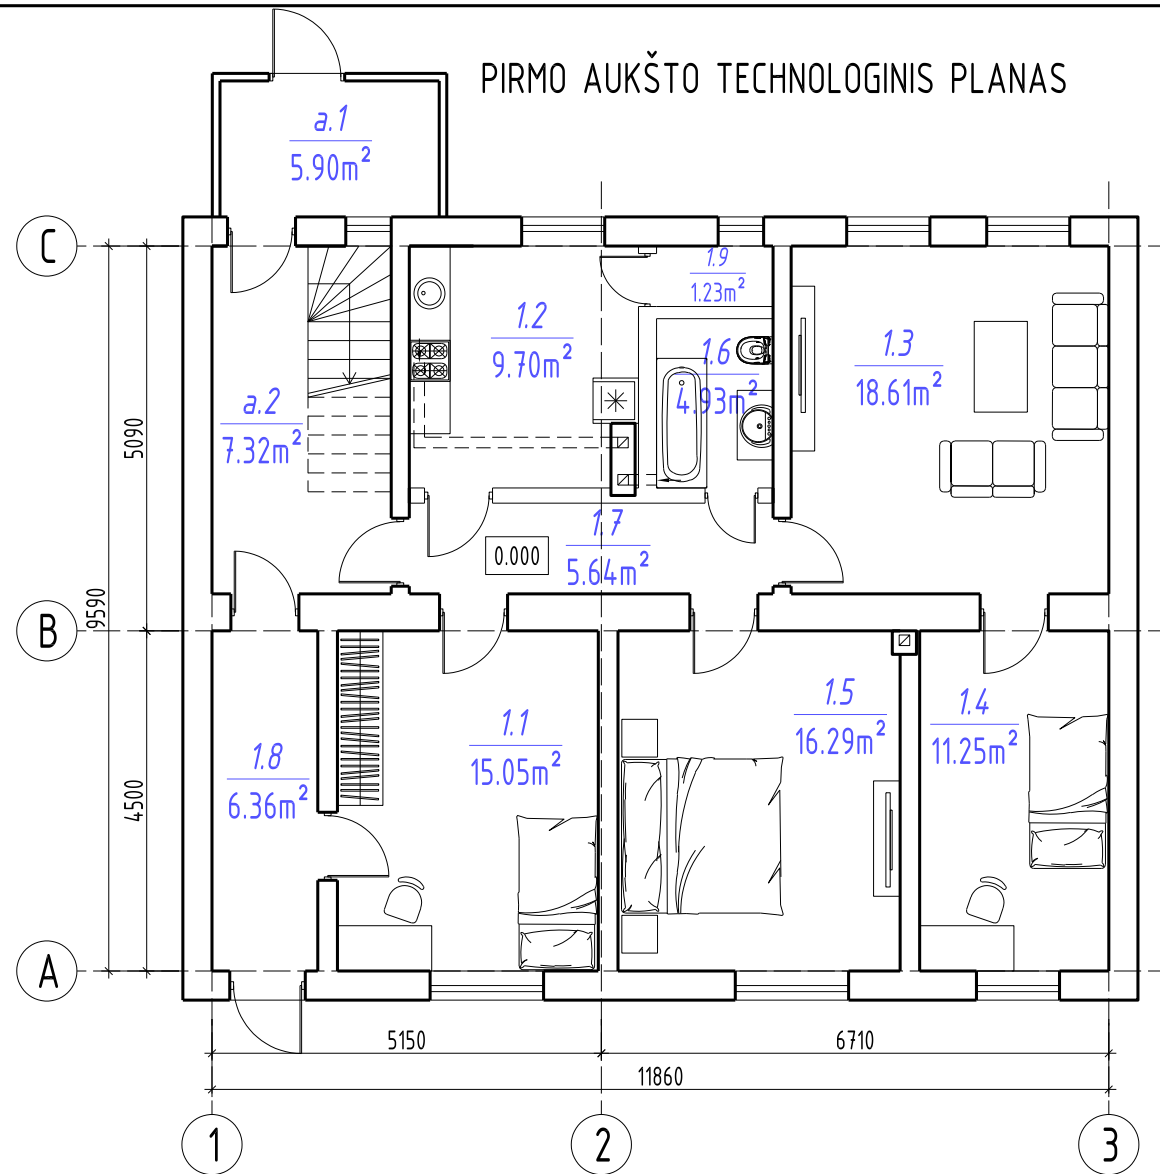 PIRMO AUKŠTO TECHNOLOGINIS PLANAS
a.1
5.90m²
C
1.9
1.23m²
1.2
9.70m²
1.6
4.93m²
1.3
18.61m²
a.2
7.32m²
5090
1.7
5.64m²
0.000
9590
B
1.5
16.29m²
1.4
11.25m²
1.1
15.05m²
1.8
6.36m²
4500
A
5150
6710
11860
1
2
3